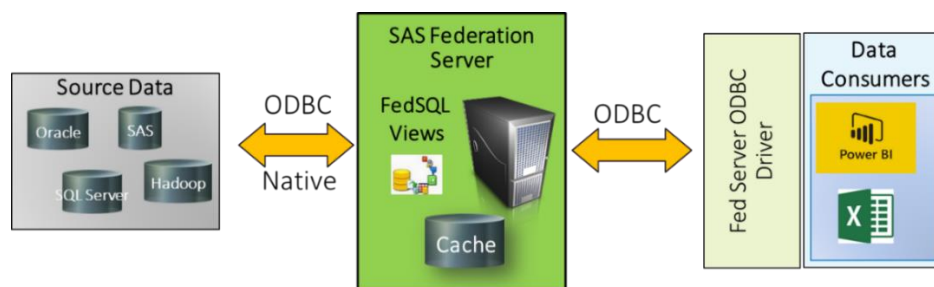 Source Data
Oracle
SAS
SQL Server
Hadoop
ODBC
Native
SAS Federation
Server
FedSQL
Views
Cache
ODBC
Fed Server ODBC
Driver
Data
Consumers
Power BI
X